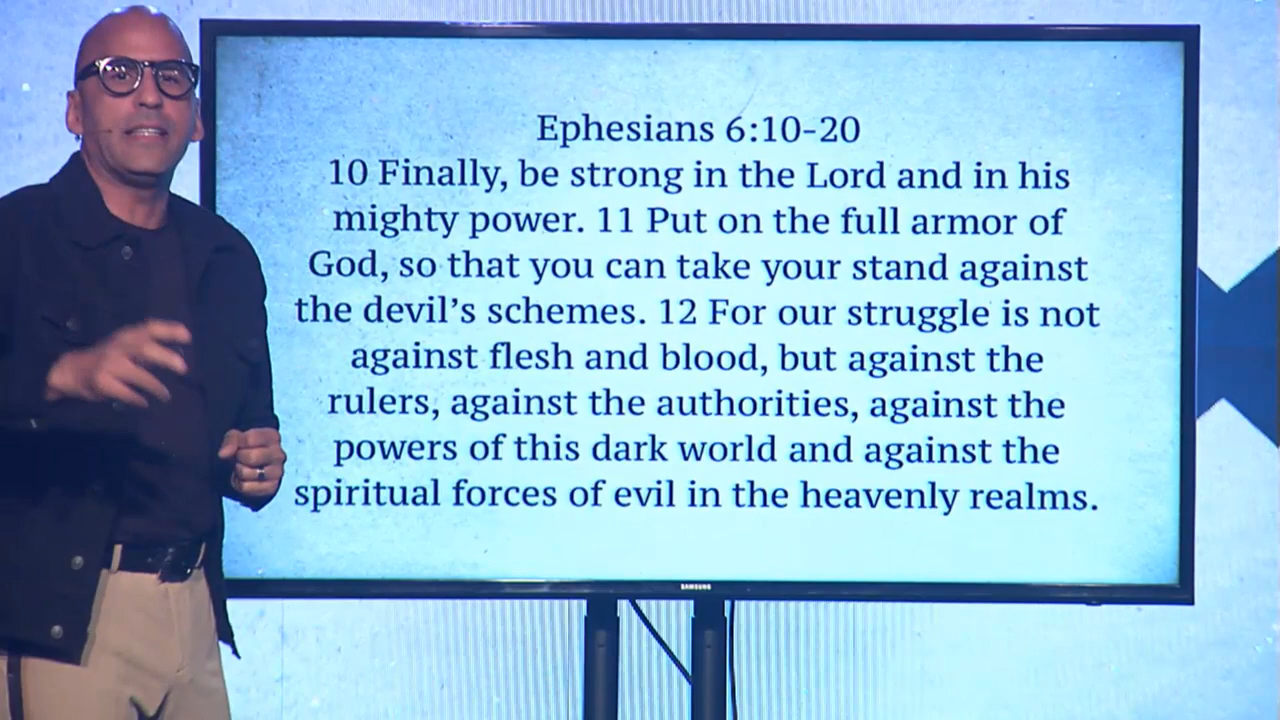 Ephesians 6:10-20
10 Finally, be strong in the Lord and in his
mighty power. 11 Put on the full armor of
God, so that you can take your stand against
the devil’s schemes. 12 For our struggle is not
against flesh and blood, but against the
rulers, against the authorities, against the
powers of this dark world and against the
spiritual forces of evil in the heavenly realms.
SAMSUNG